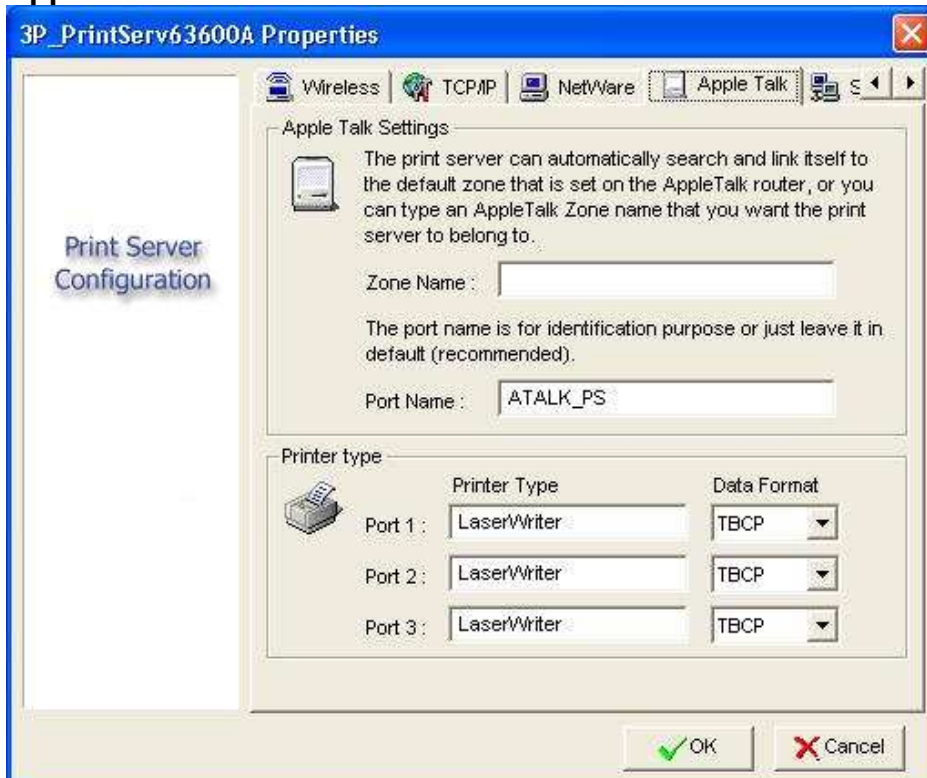 3P_PrintServ63600A Properties
Wireless TCP/IP NetWare Apple Talk S
Print Server
Configuration
Apple Talk Settings
The print server can automatically search and link itself to
the default zone that is set on the AppleTalk router, or you
can type an AppleTalk Zone name that you want the print
server to belong to.
Zone Name :
The port name is for identification purpose or just leave it in
default (recommended).
Port Name : ATALK_PS
Printer type
Printer Type Data Format
Port 1 : LaserWriter TBCP
Port 2 : LaserWriter TBCP
Port 3 : LaserWriter TBCP
OK Cancel